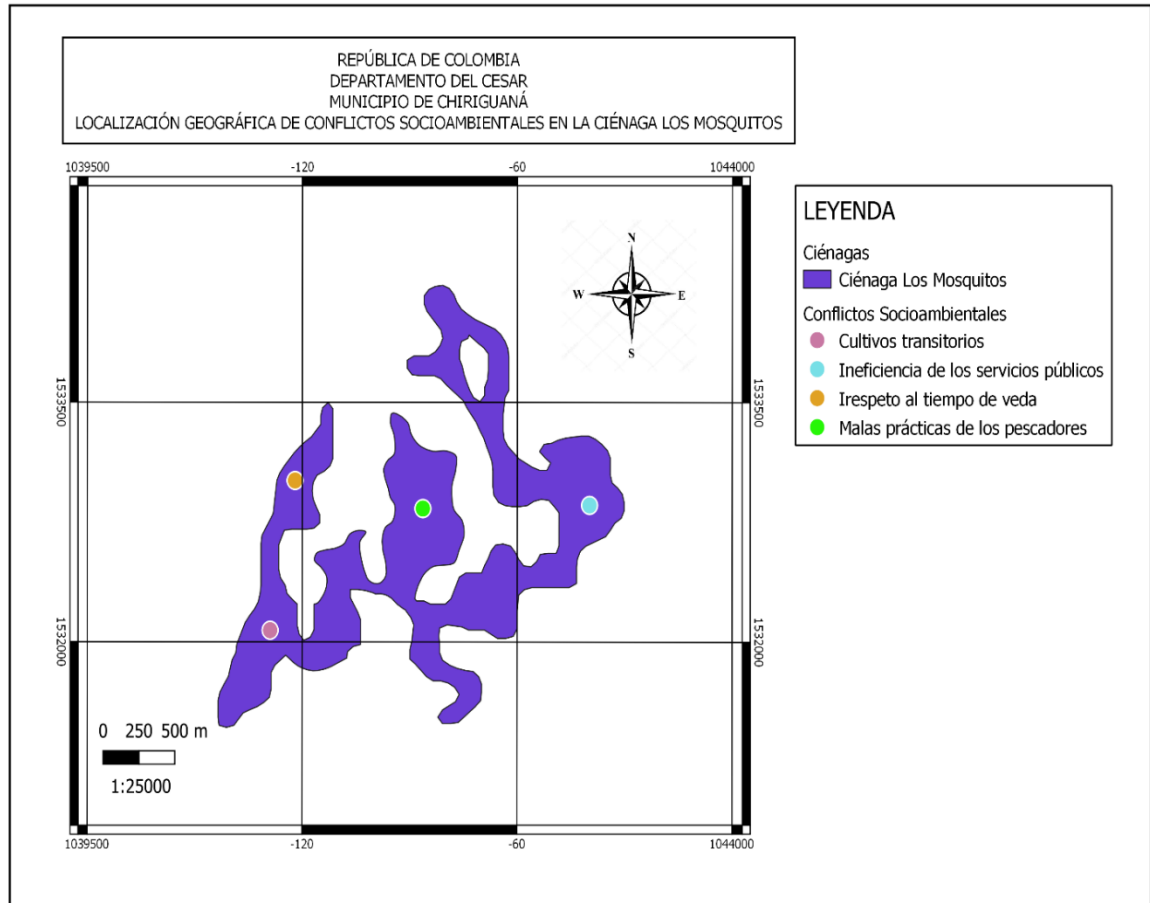 REPÚBLICA DE COLOMBIA
DEPARTAMENTO DEL CESAR
MUNICIPIO DE CHIRIGUANÁ
LOCALIZACIÓN GEOGRÁFICA DE CONFLICTOS SOCIOAMBIENTALES EN LA CIÉNAGA LOS MOSQUITOS
1039500 -120 -60 1044000
LEYENDA
Ciénagas
Ciénaga Los Mosquitos
Conflictos Socioambientales
Cultivos transitorios
Ineficiencia de los servicios públicos
Irespeto al tiempo de veda
Malas prácticas de los pescadores
N
W E
S
1533500 1533500
1532000 1532000
0 250 500 m
1:25000
1039500 -120 -60 1044000